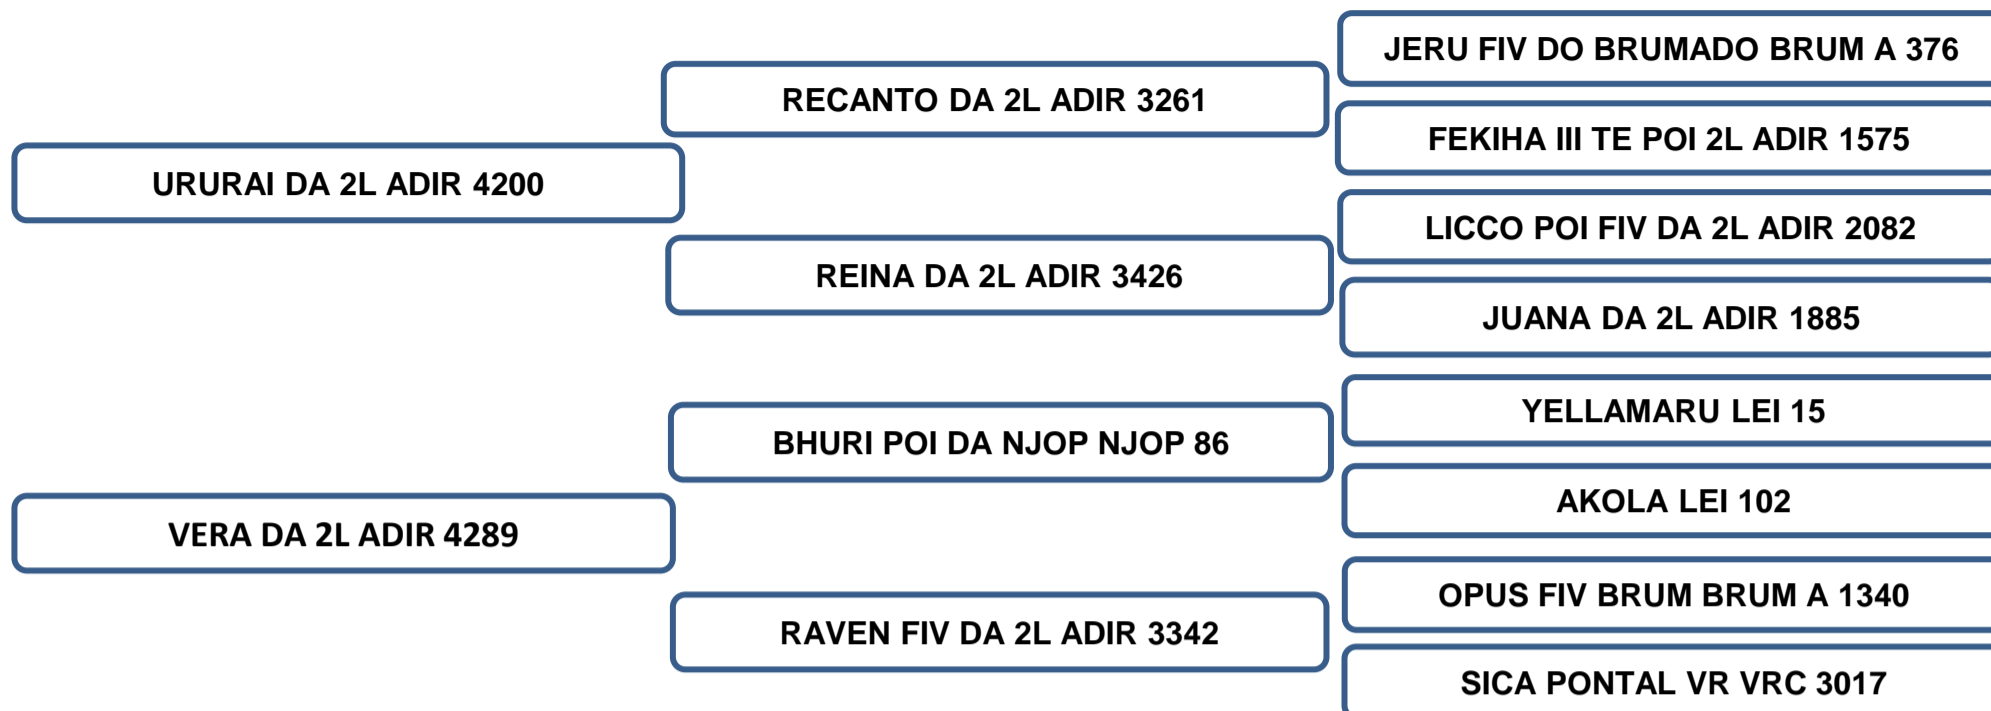 JERU FIV DO BRUMADO BRUM A 376
RECANTO DA 2L ADIR 3261
FEKIHA III TE POI 2L ADIR 1575
URURAI DA 2L ADIR 4200
LICCO POI FIV DA 2L ADIR 2082
REINA DA 2L ADIR 3426
JUANA DA 2L ADIR 1885
YELLAMARU LEI 15
BHURI POI DA NJOP NJOP 86
AKOLA LEI 102
VERA DA 2L ADIR 4289
OPUS FIV BRUM BRUM A 1340
RAVEN FIV DA 2L ADIR 3342
SICA PONTAL VR VRC 3017